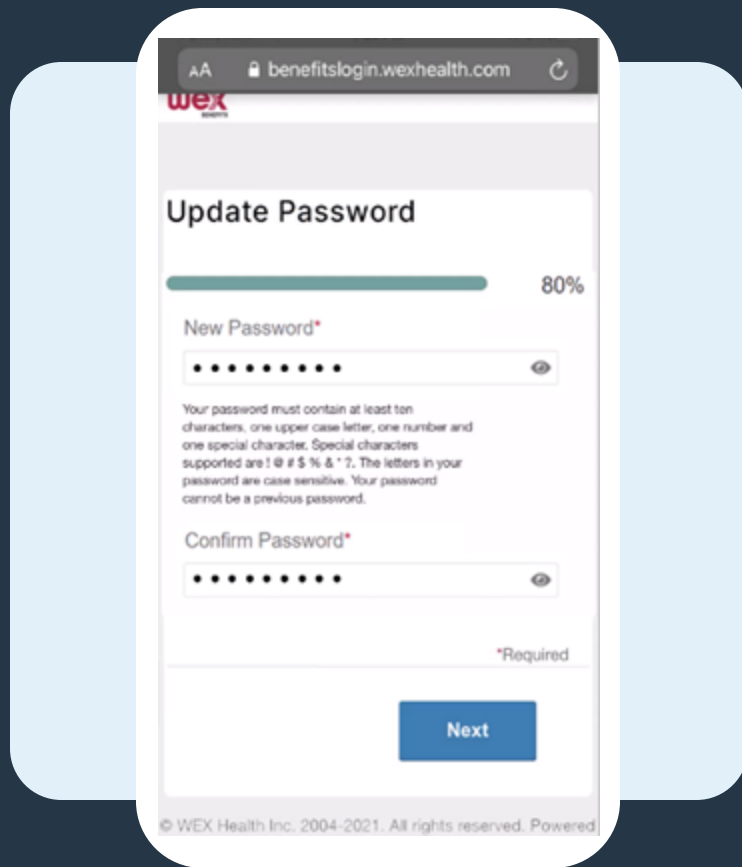 AA benefitslogin.wexhealth.com
wex
BENEFITS
Update Password
80%
New Password*
•••••••••
Your password must contain at least ten
characters, one upper case letter, one number and
one special character. Special characters
supported are ! @ # $ % & * ?. The letters in your
password are case sensitive. Your password
cannot be a previous password.
Confirm Password*
•••••••••
*Required
Next
© WEX Health Inc. 2004-2021. All rights reserved. Powered